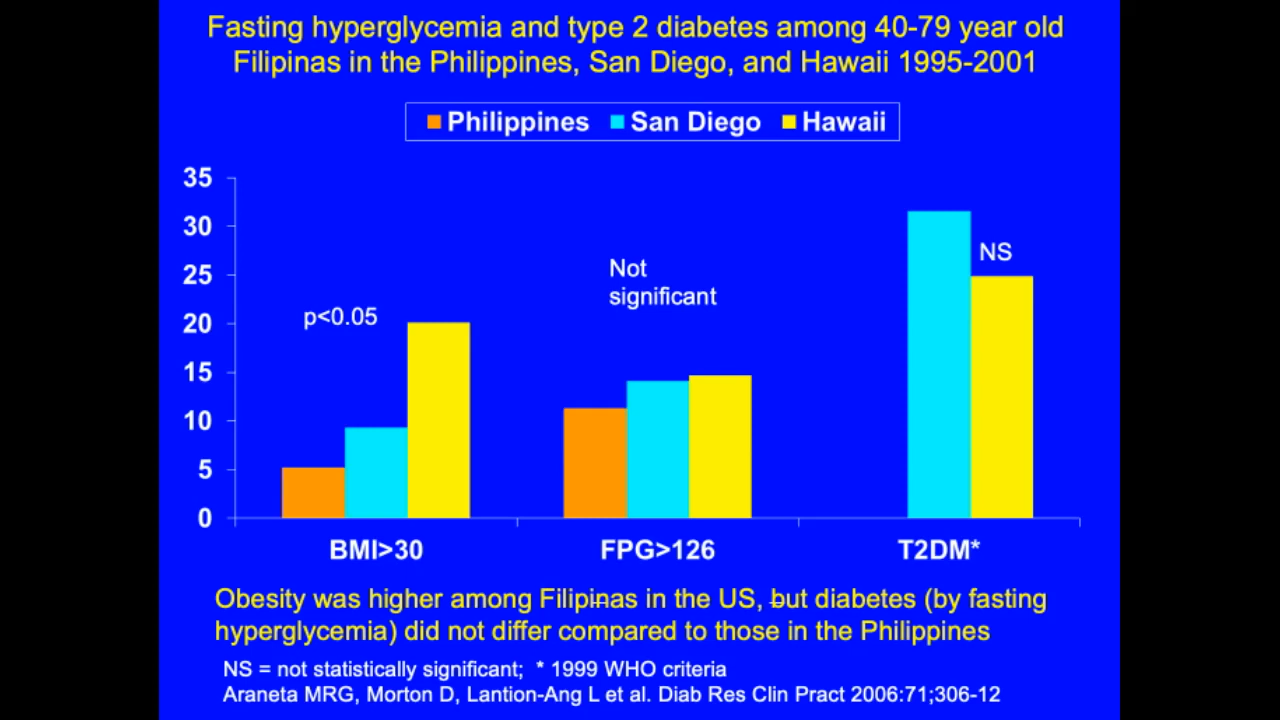 Fasting hyperglycemia and type 2 diabetes among 40-79 year old
Filipinas in the Philippines, San Diego, and Hawaii 1995-2001
Philippines San Diego Hawaii
35
30
25
20
15
10
5
0
p<0.05
Not
significant
NS
BMI>30 FPG>126 T2DM*
Obesity was higher among Filipinas in the US, but diabetes (by fasting
hyperglycemia) did not differ compared to those in the Philippines
NS = not statistically significant; * 1999 WHO criteria
Araneta MRG, Morton D, Lantion-Ang L et al. Diab Res Clin Pract 2006:71;306-12